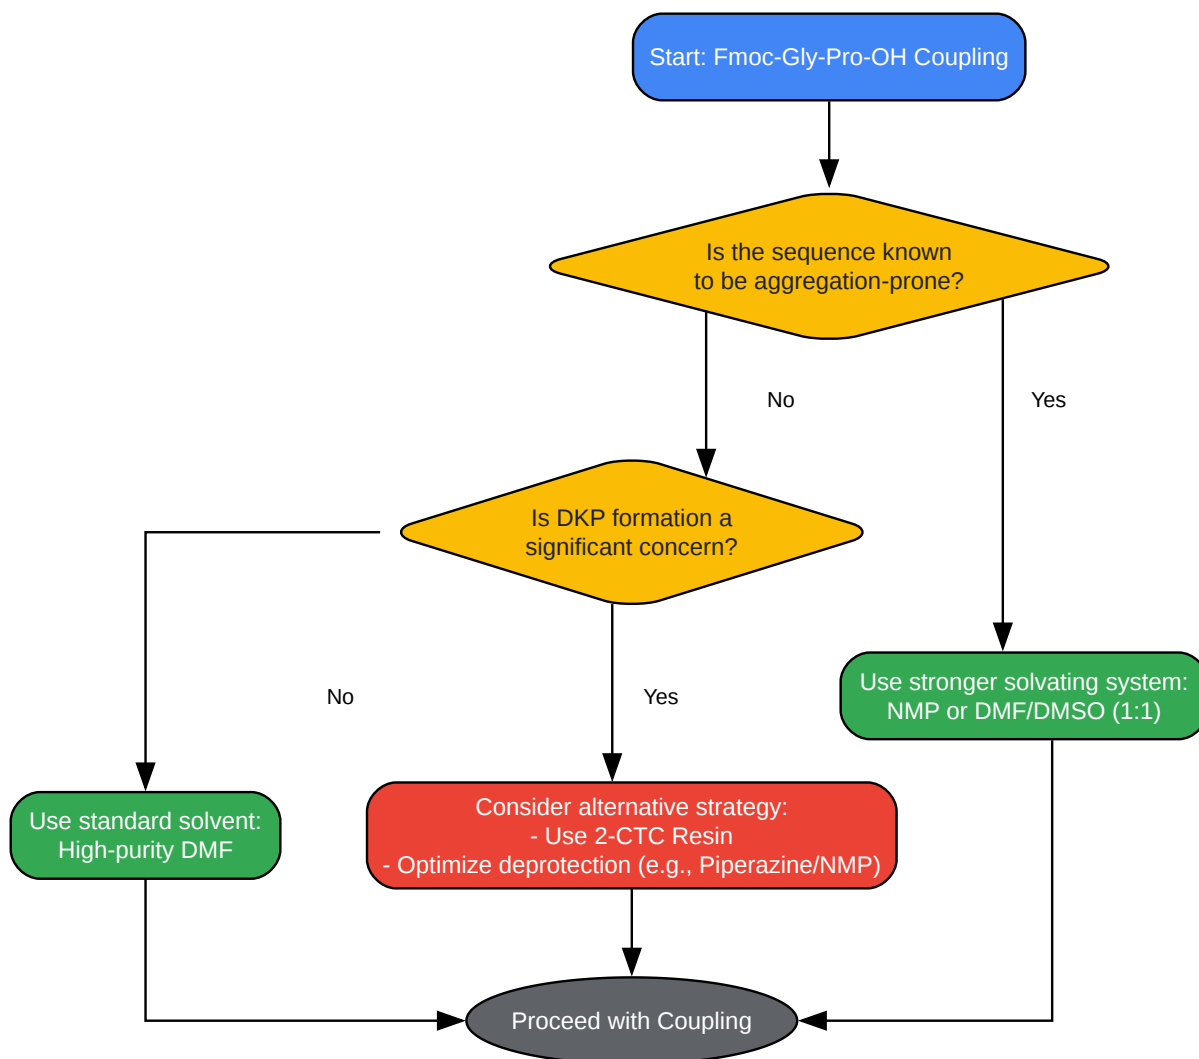 Start: Fmoc-Gly-Pro-OH Coupling
Is the sequence known
to be aggregation-prone?
No
Yes
Is DKP formation a
significant concern?
No
Yes
Use stronger solvating system:
NMP or DMF/DMSO (1:1)
Use standard solvent:
High-purity DMF
Consider alternative strategy:
- Use 2-CTC Resin
- Optimize deprotection (e.g., Piperazine/NMP)
Proceed with Coupling